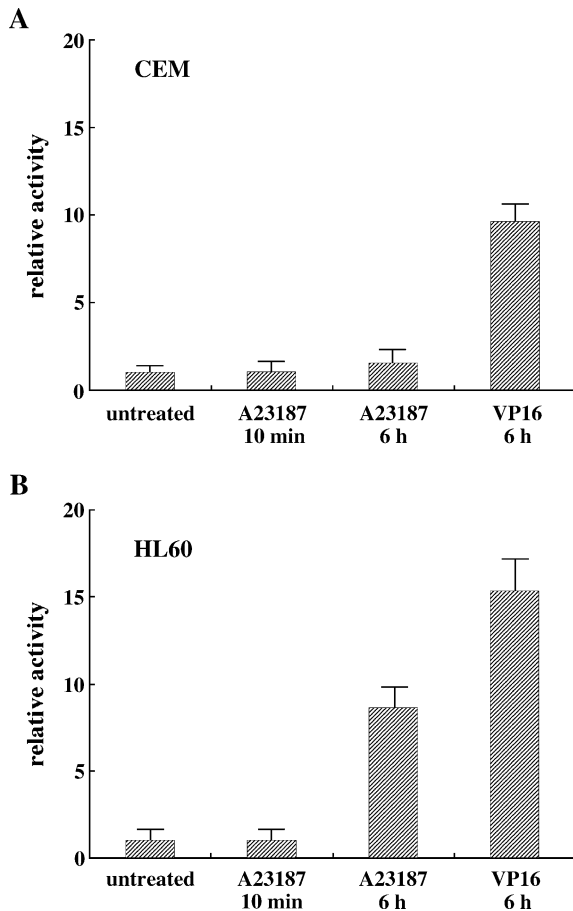 A
20
CEM
15
relative activity
10
5
0
untreated A23187 A23187 VP16
10 min 6 h 6 h
B
20
HL60
15
relative activity
10
5
0
untreated A23187 A23187 VP16
10 min 6 h 6 h